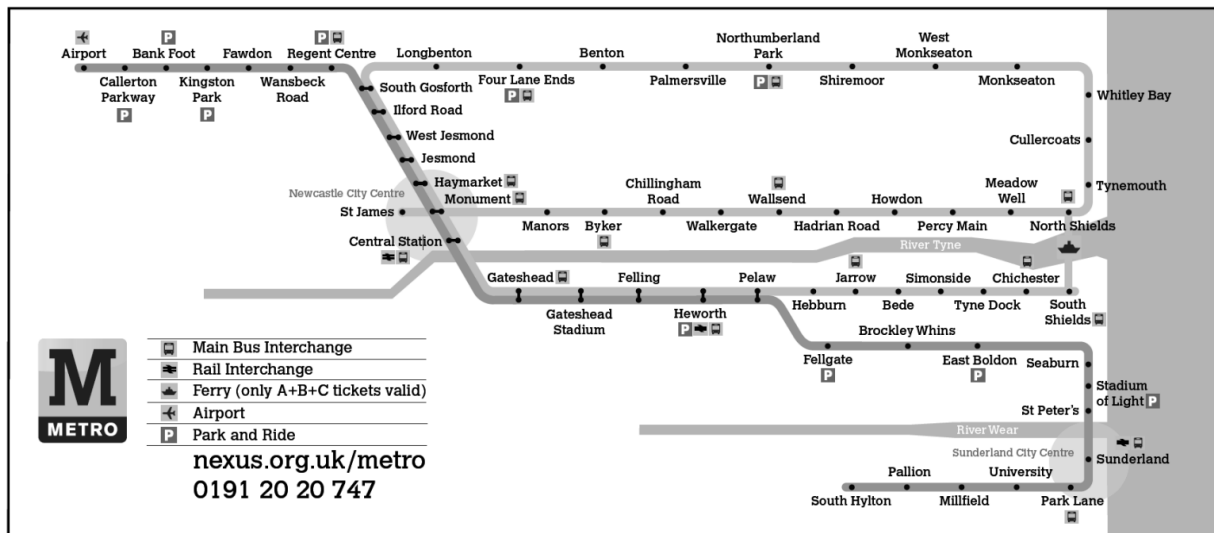 Airport
Callerton
Parkway
P
Bank Foot
P
Kingston
Park
P
Fawdon
Wansbeck
Road
Regent Centre
P
South Gosforth
Ilford Road
West Jesmond
Jesmond
Haymarket
Newcastle City Centre
Monument
St James
Central Station
Longbenton
Four Lane Ends
P
Benton
Palmersville
Northumberland
Park
P
Shiremoor
West
Monkseaton
Monkseaton
Whitley Bay
Cullercoats
Tynemouth
Manors
Byker
Chillingham
Road
Walkergate
Wallsend
Hadrian Road
Howdon
Percy Main
Meadow
Well
North Shields
River Tyne
Gateshead
Gateshead
Stadium
Felling
Heworth
P
Pelaw
Hebburn
Jarrow
Bede
Simonside
Tyne Dock
Chichester
South
Shields
Fellgate
P
Brockley Whins
East Boldon
P
Seaburn
Stadium
of Light P
St Peter's
River Wear
Sunderland City Centre
Sunderland
Park Lane
University
Millfield
Pallion
South Hylton
M
METRO
Main Bus Interchange
Rail Interchange
Ferry (only A+B+C tickets valid)
Airport
P Park and Ride
nexus.org.uk/metro
0191 20 20 747